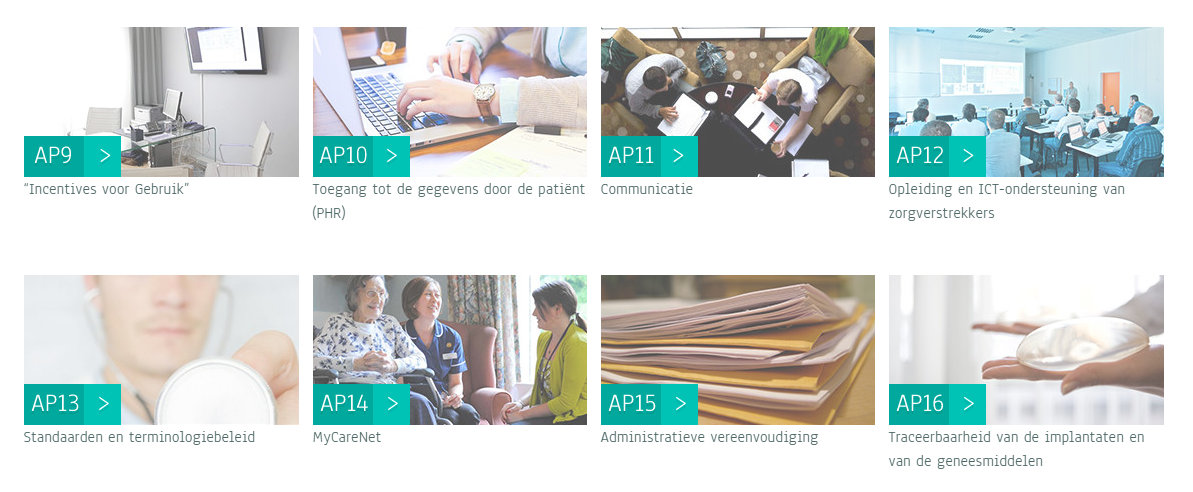 AP9 >
AP10 >
AP11 >
AP12 >
“Incentives voor Gebruik”
Toegang tot de gegevens door de patiënt
(PHR)
Communicatie
Opleiding en ICT-ondersteuning van
zorgverstrekkers
AP13 >
AP14 >
AP15 >
AP16 >
Standaarden en terminologiebeleid
MyCareNet
Administratieve vereenvoudiging
Traceerbaarheid van de implantaten en
van de geneesmiddelen